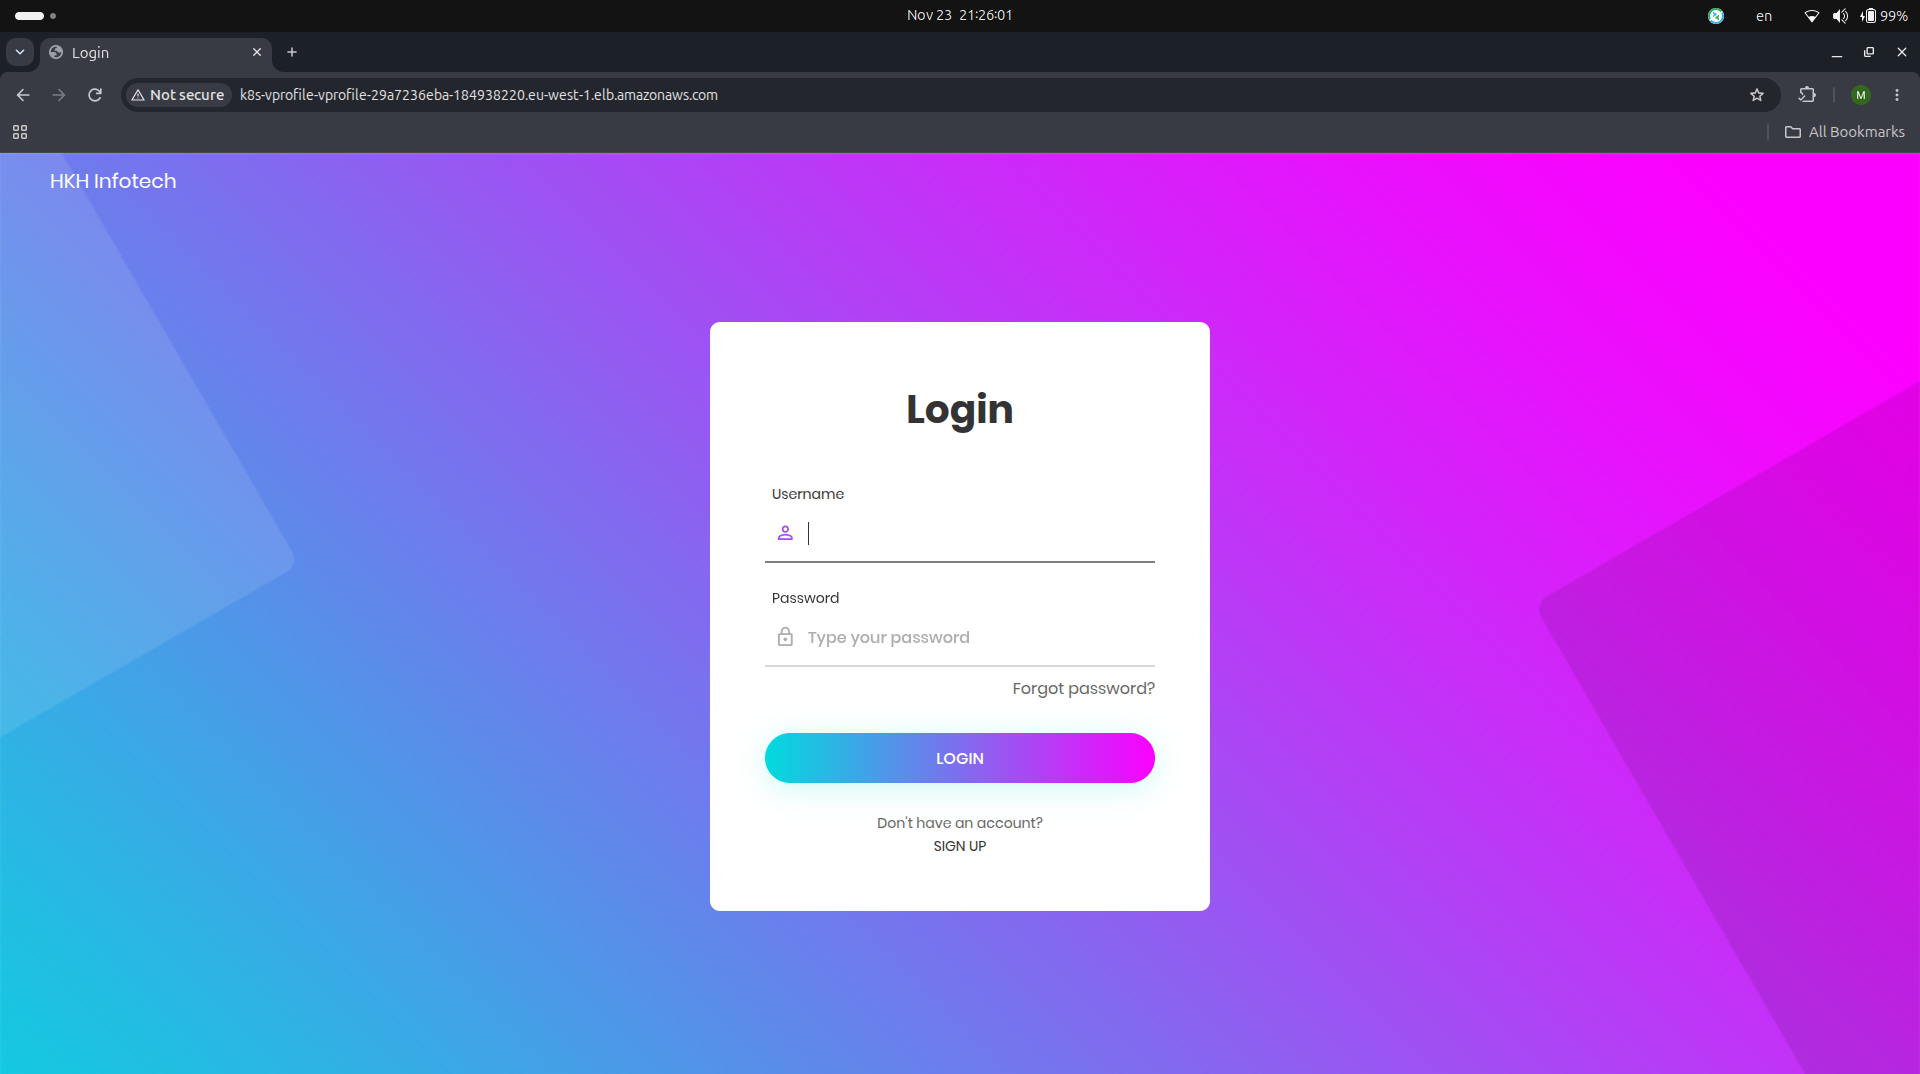 Nov 23 21:26:01
en
99%
Login
Not secure
k8s-vprofile-vprofile-29a7236eba-184938220.eu-west-1.elb.amazonaws.com
M
All Bookmarks
HKH Infotech
Login
Username
Password
Type your password
Forgot password?
LOGIN
Don't have an account?
SIGN UP